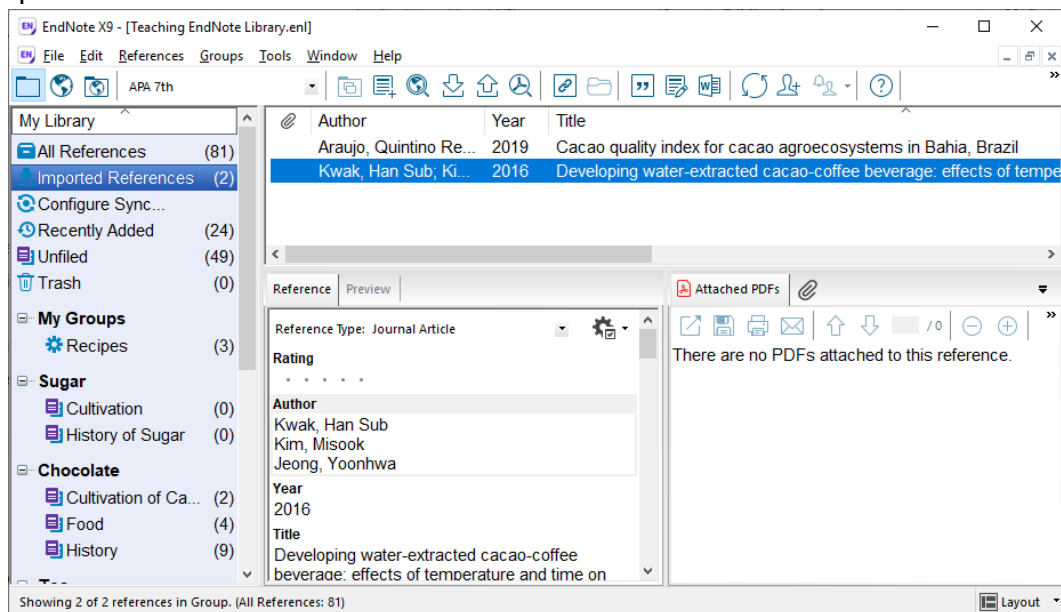 EndNote X9 - [Teaching EndNote Library.enl]
File Edit References Groups Tools Window Help
APA 7th
My Library
All References (81)
Imported References (2)
Configure Sync...
Recently Added (24)
Unfiled (49)
Trash (0)
My Groups
Recipes (3)
Sugar
Cultivation (0)
History of Sugar (0)
Chocolate
Cultivation of Ca... (2)
Food (4)
History (9)
Author Year Title
Araujo, Quintino Re... 2019 Cacao quality index for cacao agroecosystems in Bahia, Brazil
Kwak, Han Sub; Ki... 2016 Developing water-extracted cacao-coffee beverage: effects of tempe
Reference Preview
Reference Type: Journal Article
Rating
Author
Kwak, Han Sub
Kim, Misook
Jeong, Yoonhwa
Year
2016
Title
Developing water-extracted cacao-coffee
beverage: effects of temperature and time on
Attached PDFs
/ 0
There are no PDFs attached to this reference.
Showing 2 of 2 references in Group. (All References: 81)
Layout